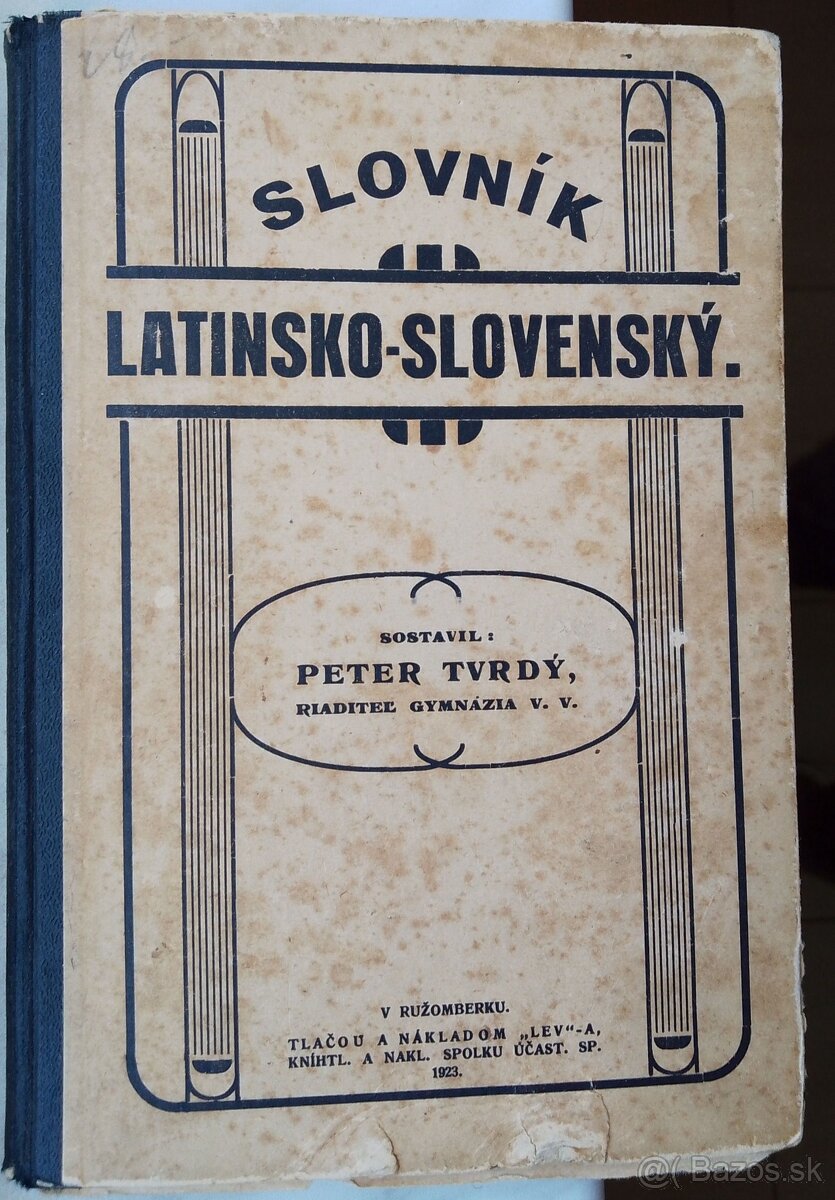 SLOVNÍK
LATINSKO-SLOVENSKÝ.
SOSTAVIL:
PETER TVRDÝ,
RIADITEĽ GYMNÁZIA V. V.
V RUŽOMBERKU.
TLAČOU A NÁKLADOM „LEV“-A,
KNÍHTL. A NAKL. SPOLKU ÚČAST. SP.
1923.
@( Bazos.sk